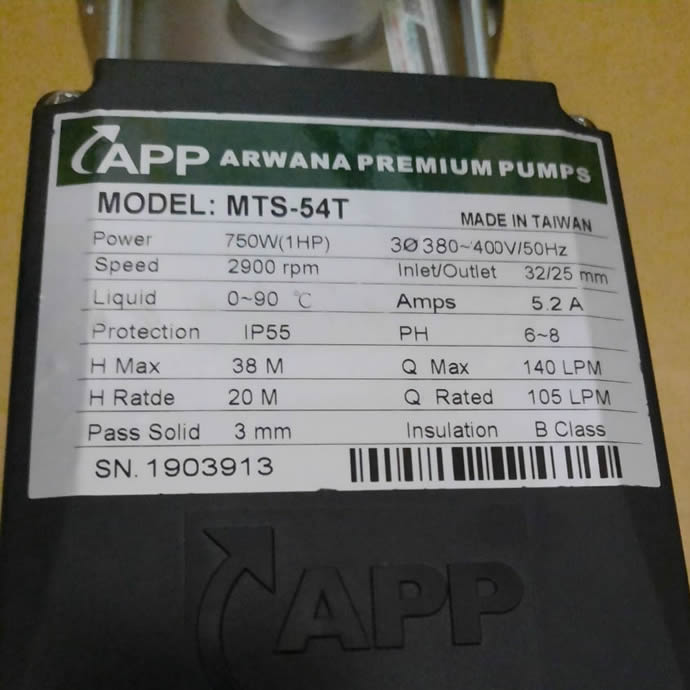 APP ARWANA PREMIUM PUMPS
MODEL: MTS-54T MADE IN TAIWAN
Power 750W(1HP) 3Ø 380~400V/50Hz
Speed 2900 rpm Inlet/Outlet 32/25 mm
Liquid 0~90 ℃ Amps 5.2 A
Protection IP55 PH 6~8
H Max 38 M Q Max 140 LPM
H Ratde 20 M Q Rated 105 LPM
Pass Solid 3 mm Insulation B Class
SN. 1903913
APP